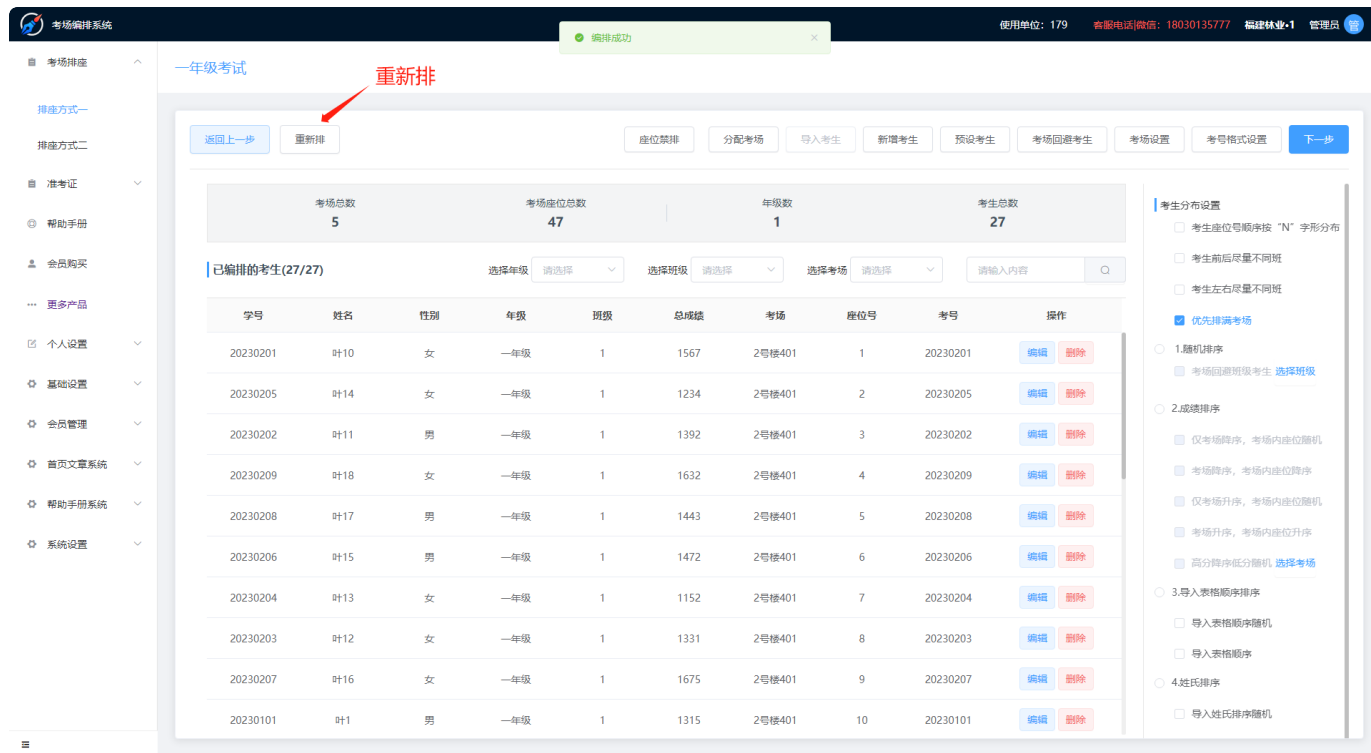 考场编排系统
编排成功
使用单位：179 客服电话|微信：18030135777 福建林业•1 管理员 管
考场排座
排座方式一
排座方式二
准考证
帮助手册
会员购买
更多产品
个人设置
基础设置
会员管理
首页文章系统
帮助手册系统
系统设置
一年级考试
重新排
返回上一步 重新排 座位禁排 分配考场 导入考生 新增考生 预设考生 考场回避考生 考场设置 考号格式设置 下一步
考场总数 考场座位总数 年级数 考生总数
5 47 1 27
已编排的考生(27/27) 选择年级 请选择 选择班级 请选择 选择考场 请选择 请输入内容
学号 姓名 性别 年级 班级 总成绩 考场 座位号 考号 操作
20230201 叶10 女 一年级 1 1567 2号楼401 1 20230201 编辑 删除
20230205 叶14 女 一年级 1 1234 2号楼401 2 20230205 编辑 删除
20230202 叶11 男 一年级 1 1392 2号楼401 3 20230202 编辑 删除
20230209 叶18 女 一年级 1 1632 2号楼401 4 20230209 编辑 删除
20230208 叶17 男 一年级 1 1443 2号楼401 5 20230208 编辑 删除
20230206 叶15 男 一年级 1 1472 2号楼401 6 20230206 编辑 删除
20230204 叶13 女 一年级 1 1152 2号楼401 7 20230204 编辑 删除
20230203 叶12 女 一年级 1 1331 2号楼401 8 20230203 编辑 删除
20230207 叶16 女 一年级 1 1675 2号楼401 9 20230207 编辑 删除
20230101 叶1 男 一年级 1 1315 2号楼401 10 20230101 编辑 删除
考生分布设置
考生座位号顺序按“N”字形分布
考生前后尽量不同班
考生左右尽量不同班
优先排满考场
1.随机排序
考场回避班级考生 选择班级
2.成绩排序
仅考场降序，考场内座位随机
考场降序，考场内座位降序
仅考场升序，考场内座位随机
考场升序，考场内座位升序
高分降序低分随机 选择考场
3.导入表格顺序排序
导入表格顺序随机
导入表格顺序
4.姓氏排序
导入姓氏排序随机